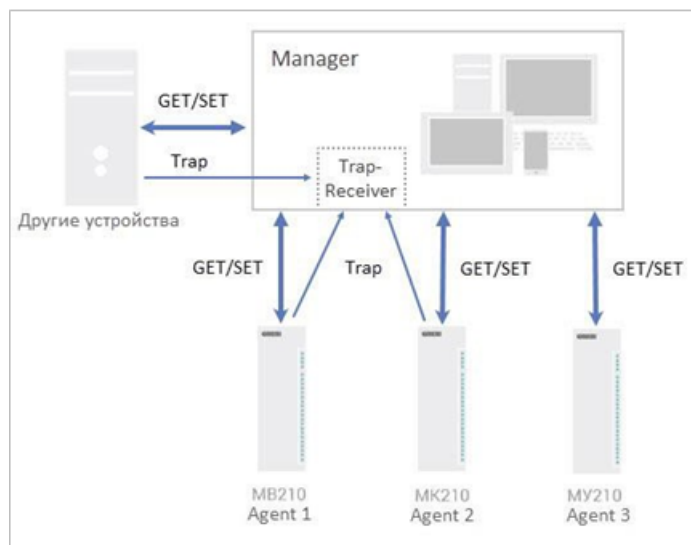 Manager
GET/SET
Trap
Trap-
Receiver
Другие устройства
GET/SET
Trap
GET/SET
GET/SET
МВ210
Agent 1
МК210
Agent 2
МУ210
Agent 3